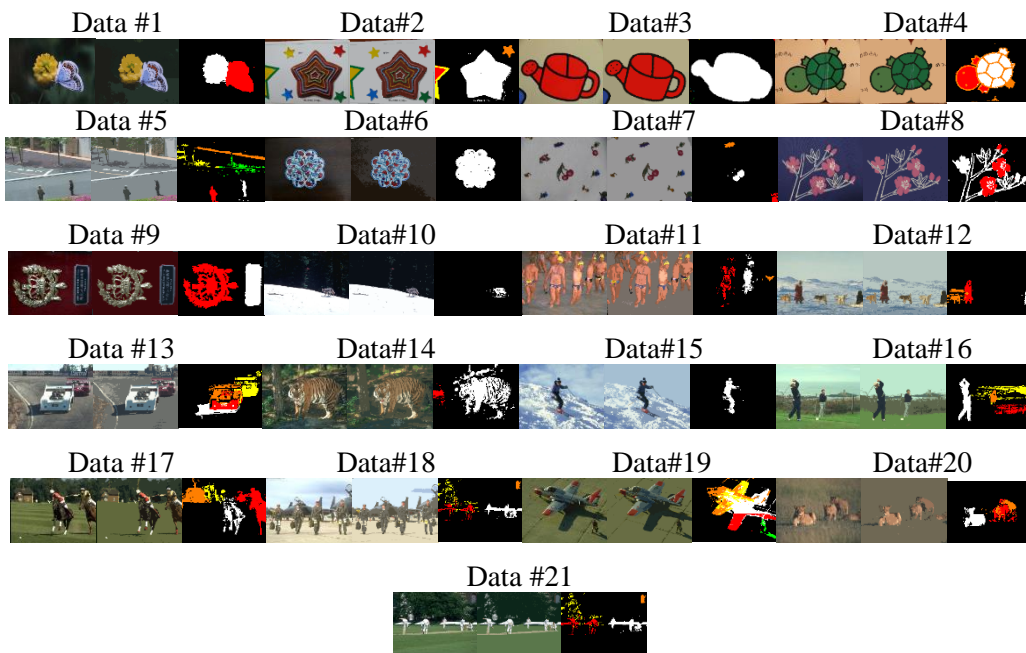 Data #1 Data#2 Data#3 Data#4
Data #5 Data#6 Data#7 Data#8
Data #9 Data#10 Data#11 Data#12
Data #13 Data#14 Data#15 Data#16
Data #17 Data#18 Data#19 Data#20
Data #21